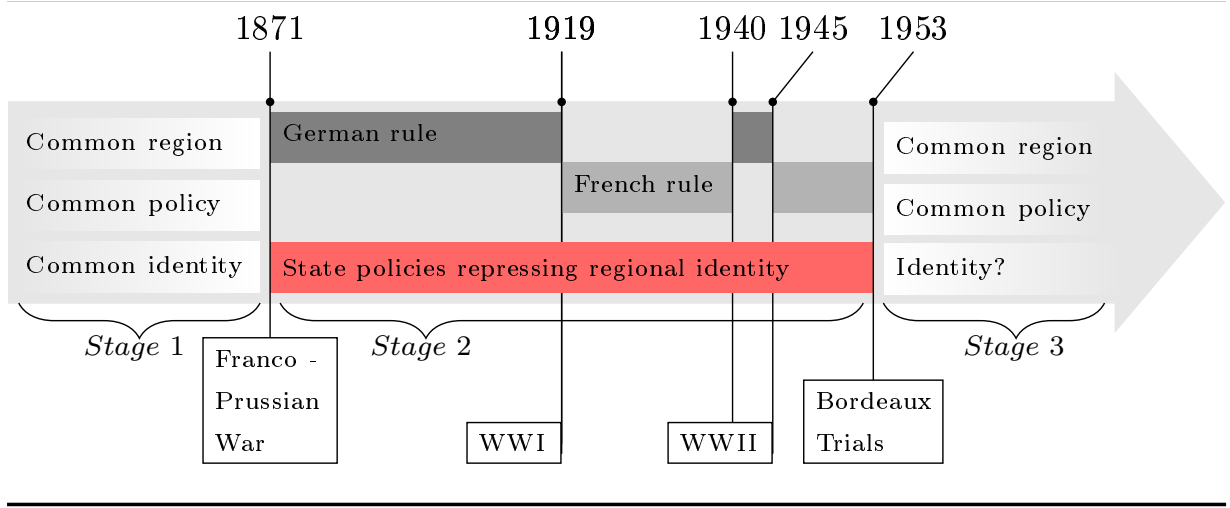 1871 1919 1940 1945 1953
Common region
Common policy
Common identity
German rule
French rule
State policies repressing regional identity
Common region
Common policy
Identity?
Stage 1
Stage 2
Stage 3
Franco -
Prussian
War
WWI
WWII
Bordeaux
Trials